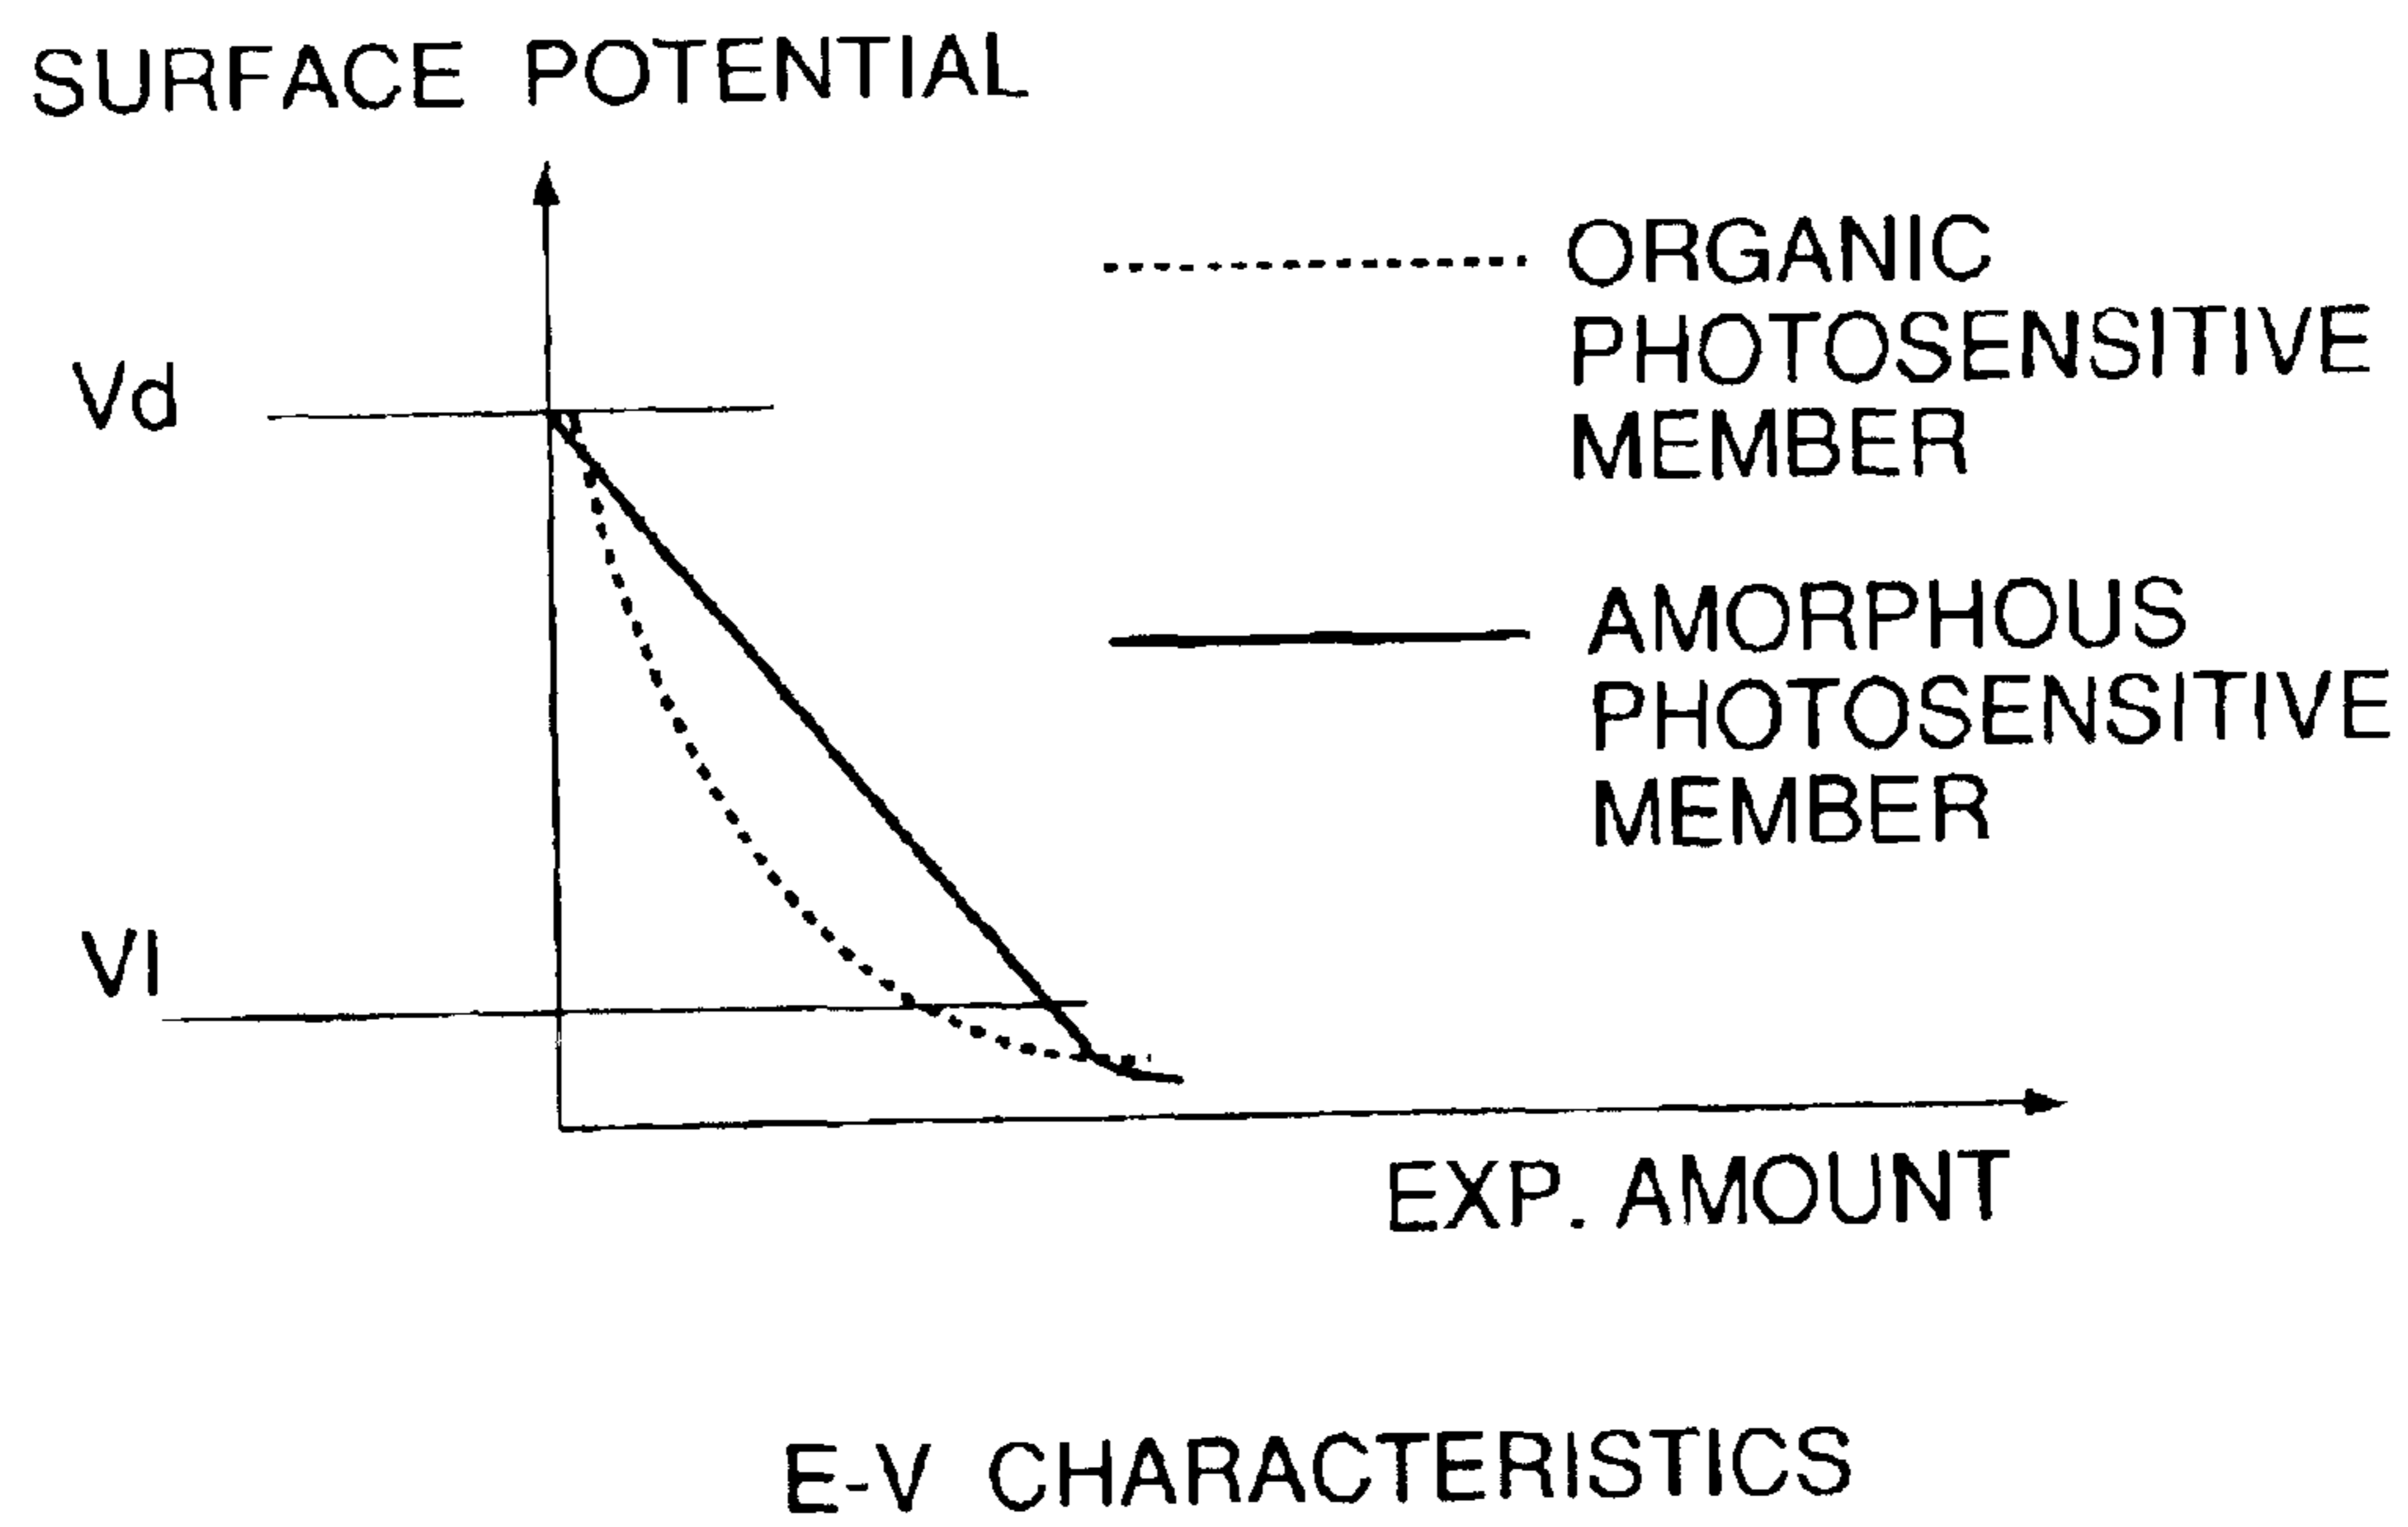 SURFACE POTENTIAL
ORGANIC
PHOTOSENSITIVE
MEMBER
Vd
AMORPHOUS
PHOTOSENSITIVE
MEMBER
Vl
EXP. AMOUNT
E-V CHARACTERISTICS